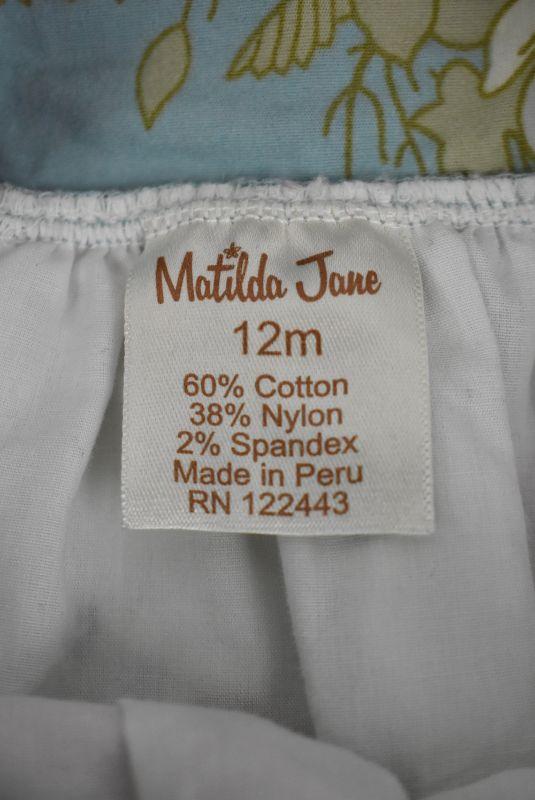 Matilda Jane
12m
60% Cotton
38% Nylon
2% Spandex
Made in Peru
RN 122443